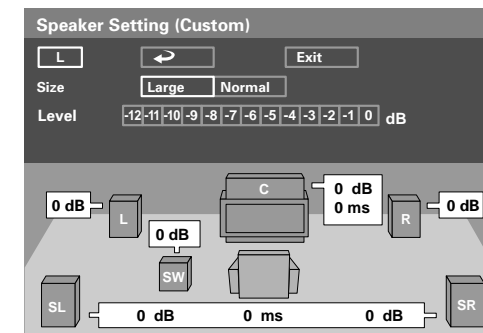 Speaker Setting (Custom)
L Exit
Size Large Normal
Level -12 -11 -10 -9 -8 -7 -6 -5 -4 -3 -2 -1 0 dB
C
0 dB
0 ms
0 dB L
R 0 dB
0 dB
SW
SL
SR
0 dB 0 ms 0 dB